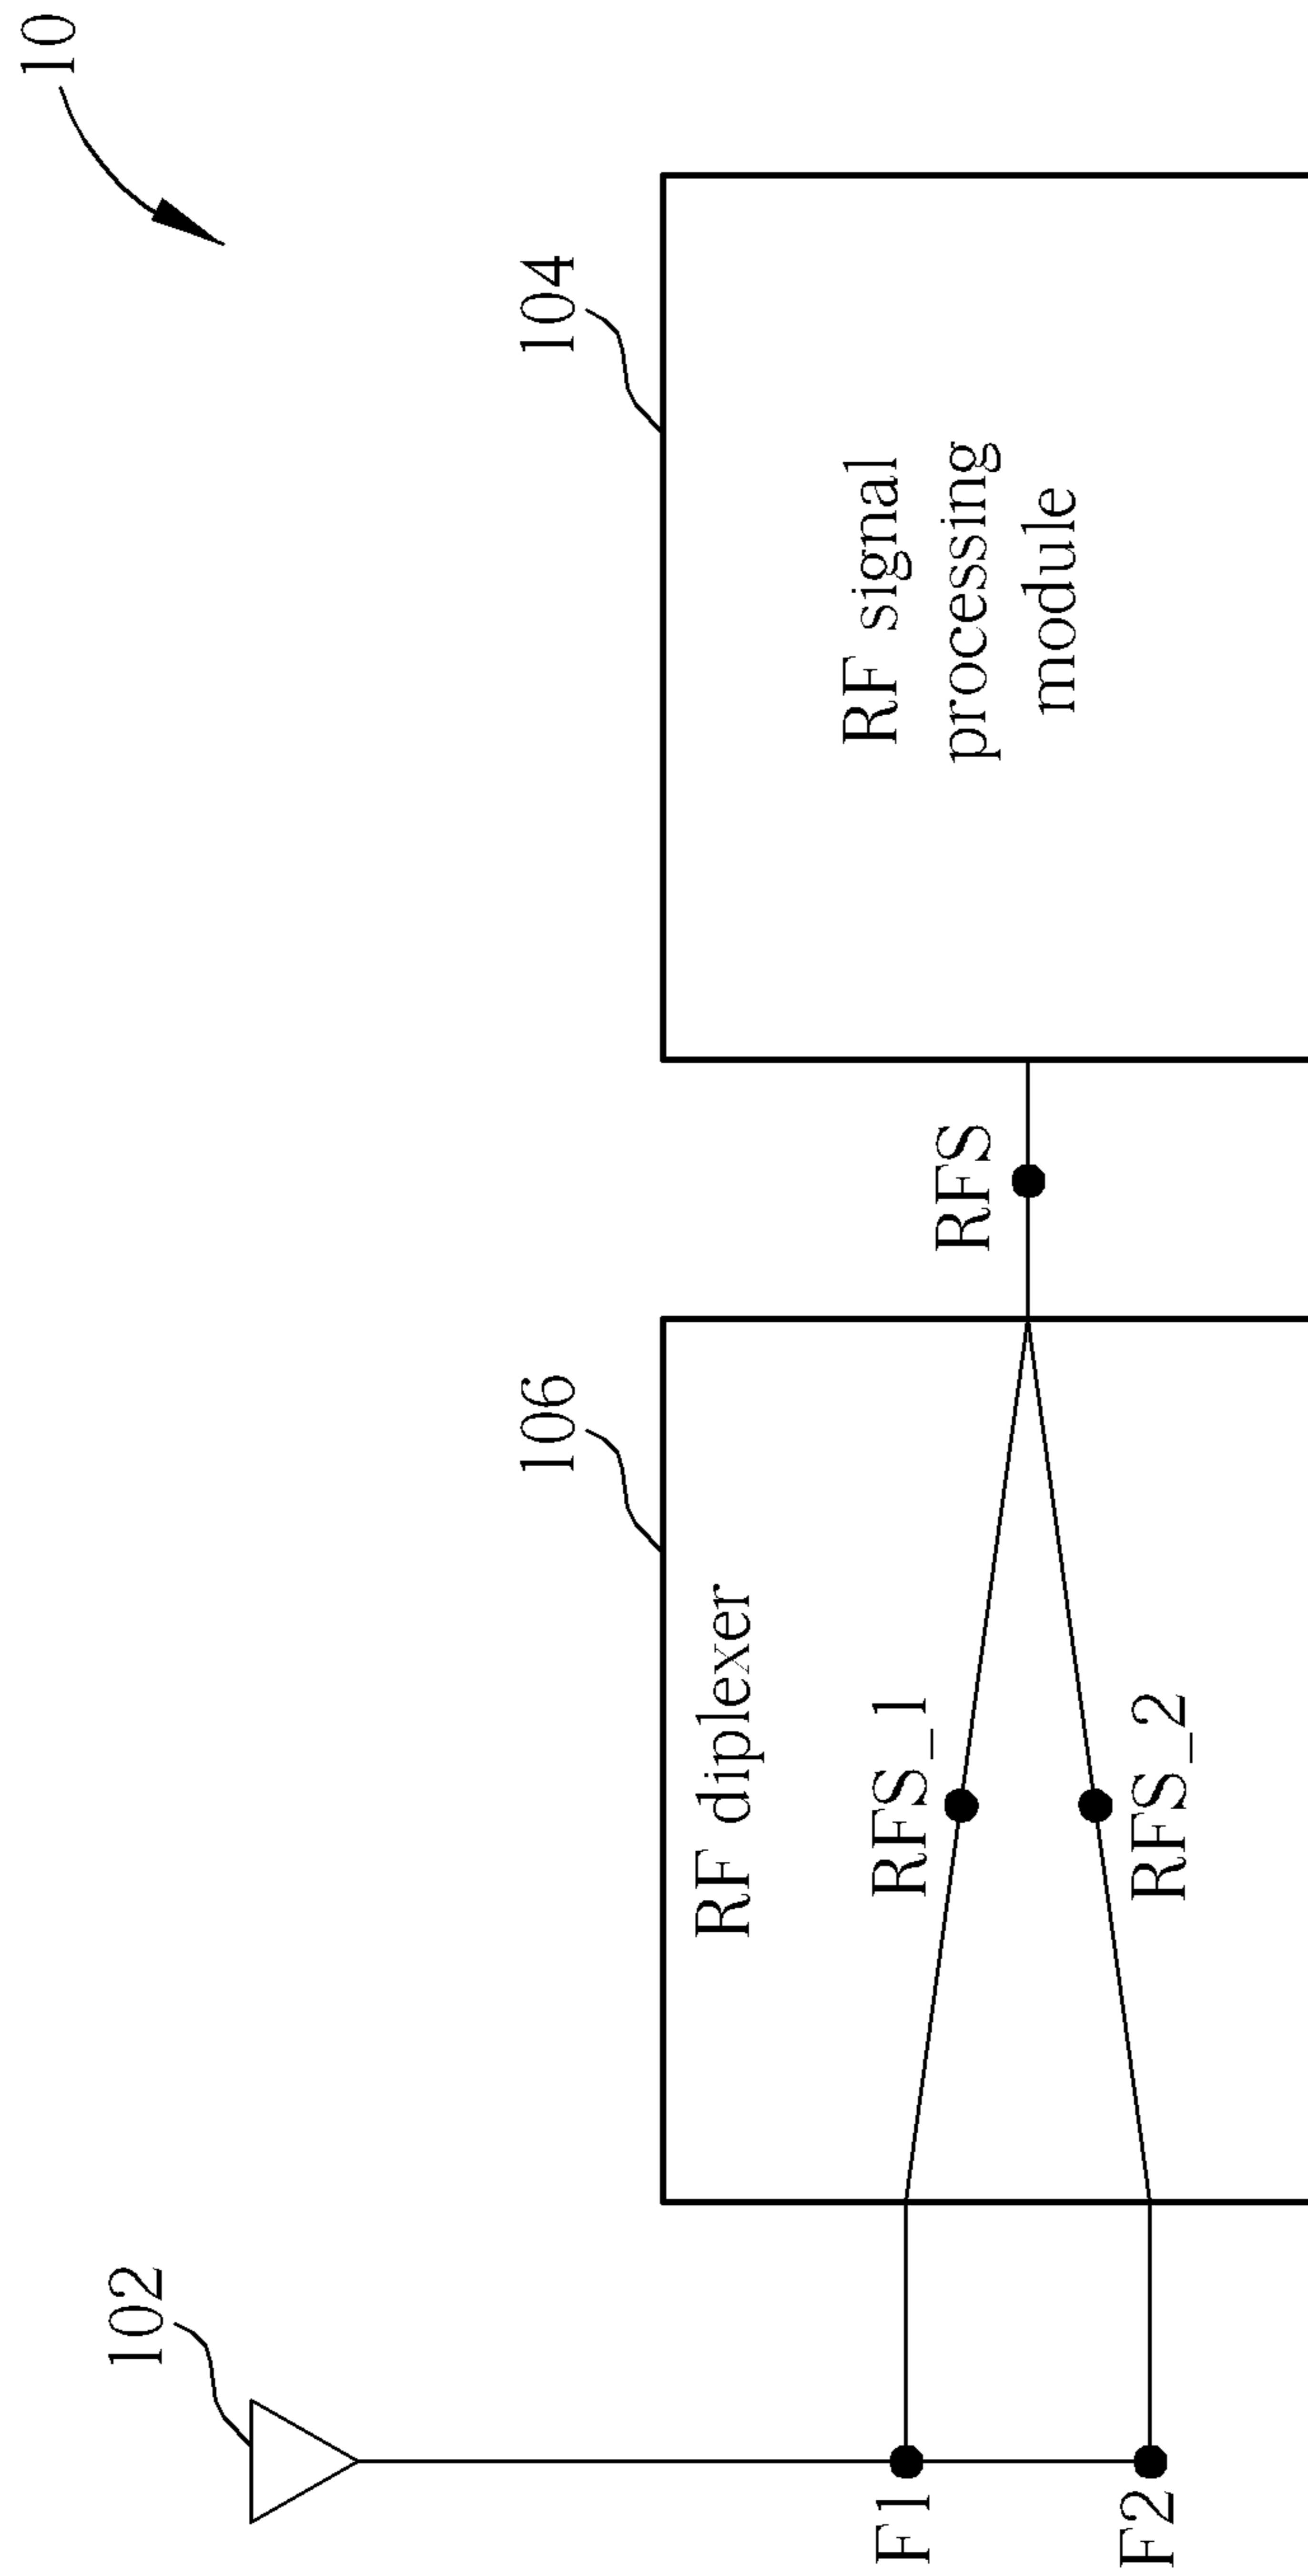 10
102
106
104
RF diplexer
RF signal
processing
module
RFS_1
RFS
F1
F2
RFS_2